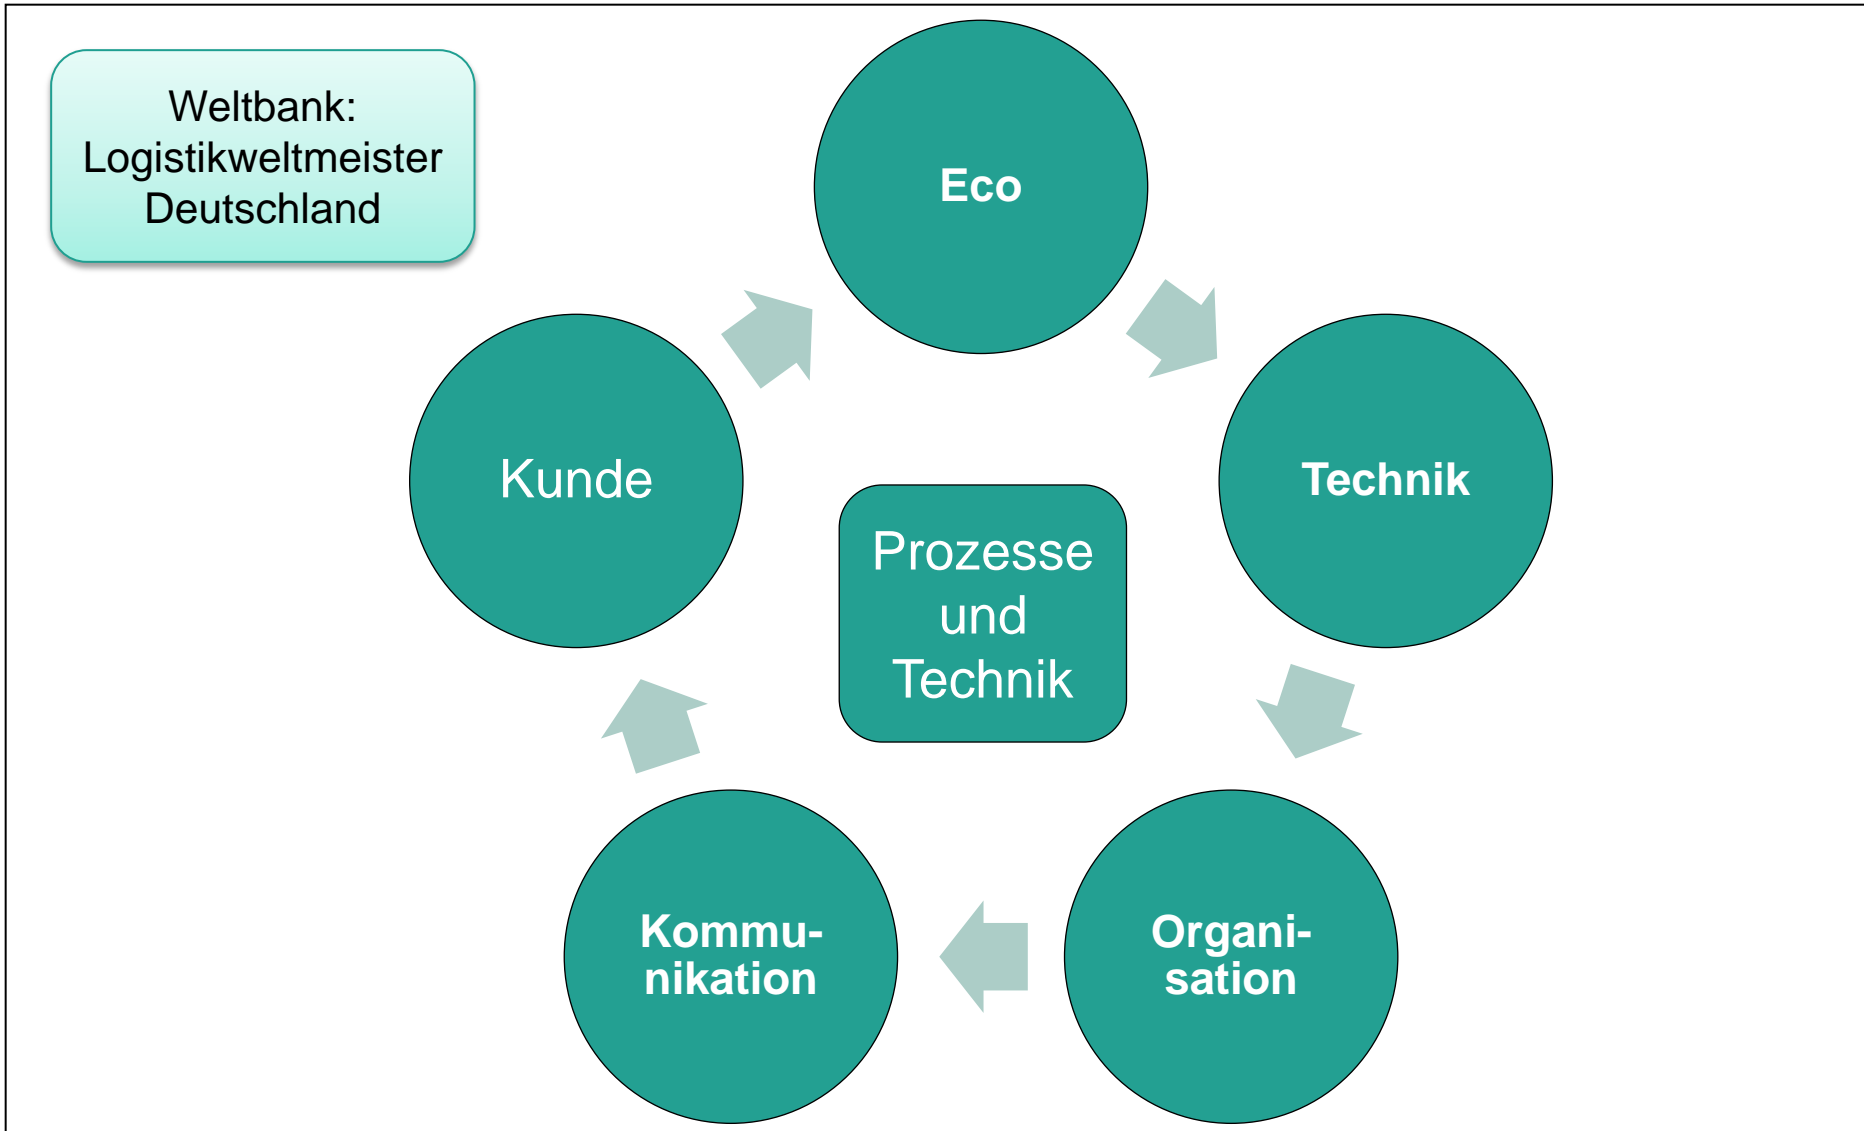 Weltbank:
Logistikweltmeister
Deutschland
Eco
Technik
Organi-
sation
Kommu-
nikation
Kunde
Prozesse
und
Technik